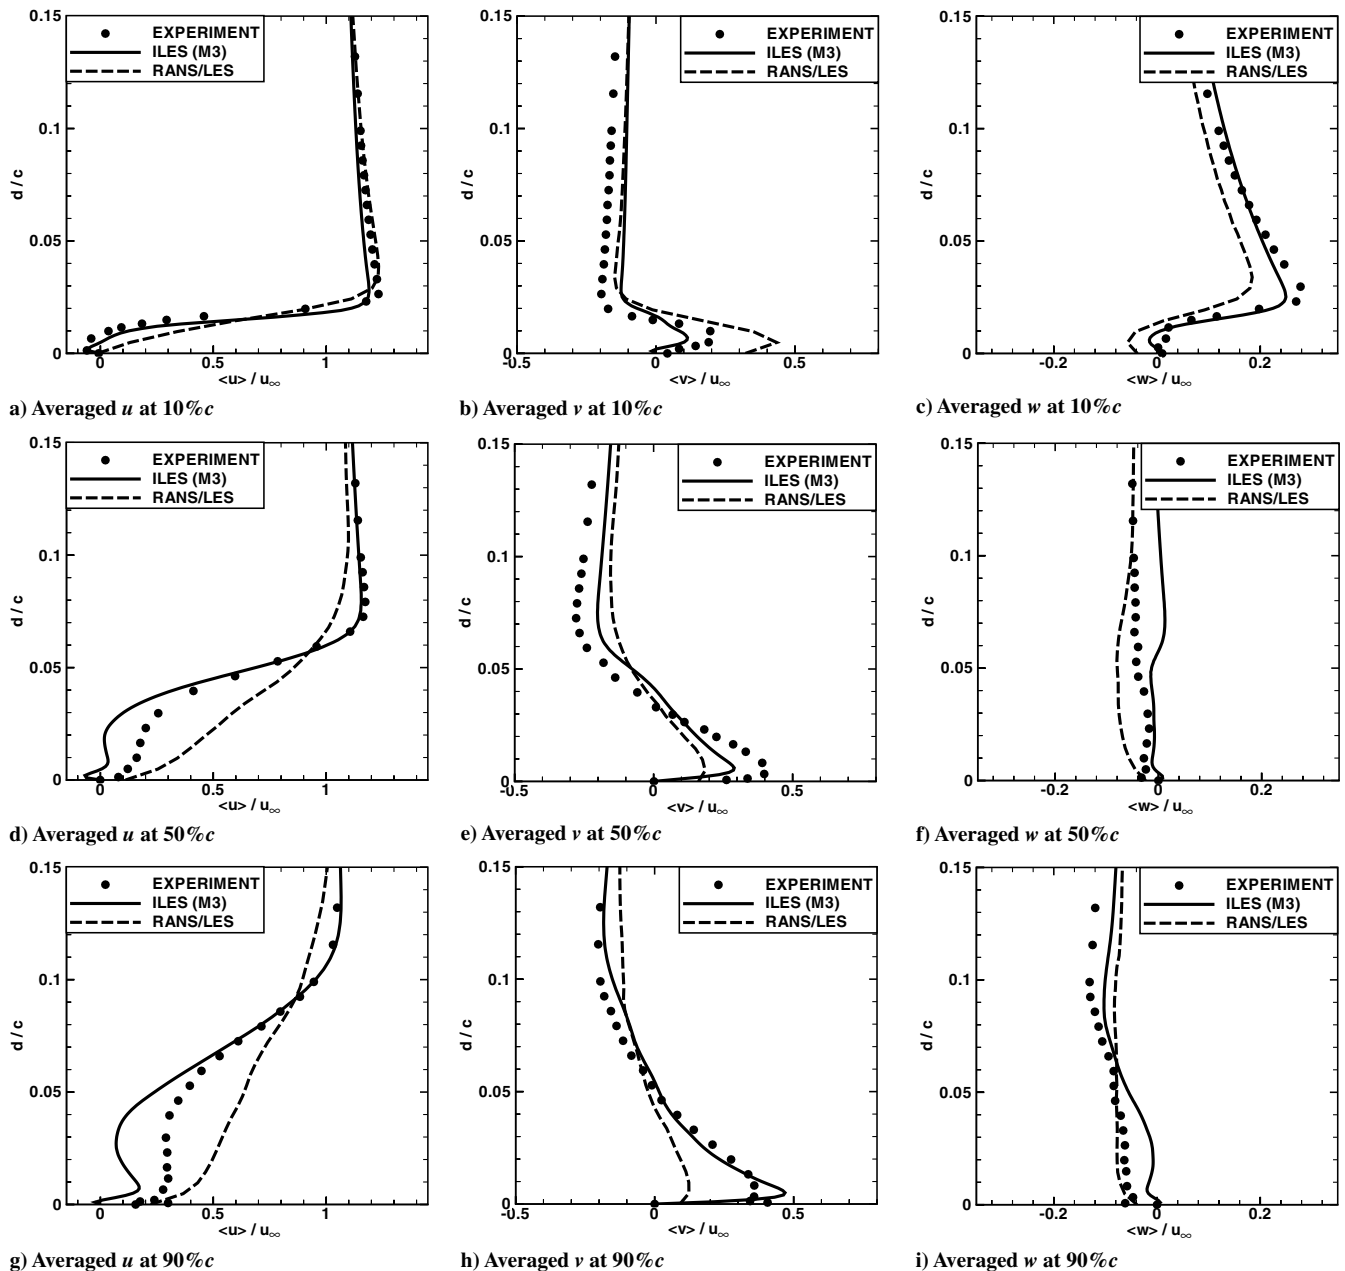 0.15
0.1
0.05
0
d / c
EXPERIMENT
ILES (M3)
RANS/LES
0 0.5 1
<u> / u∞
a) Averaged u at 10%c
0.15
0.1
0.05
0
d / c
EXPERIMENT
ILES (M3)
RANS/LES
0 0.5
<v> / u∞
b) Averaged v at 10%c
0.15
0.1
0.05
0
d / c
EXPERIMENT
ILES (M3)
RANS/LES
-0.2 0 0.2
<w> / u∞
c) Averaged w at 10%c
0.15
0.1
0.05
0
d / c
EXPERIMENT
ILES (M3)
RANS/LES
0 0.5 1
<u> / u∞
d) Averaged u at 50%c
0.15
0.1
0.05
0
d / c
EXPERIMENT
ILES (M3)
RANS/LES
-0.5 0 0.5
<v> / u∞
e) Averaged v at 50%c
0.15
0.1
0.05
0
d / c
EXPERIMENT
ILES (M3)
RANS/LES
-0.2 0 0.2
<w> / u∞
f) Averaged w at 50%c
0.15
0.1
0.05
0
d / c
EXPERIMENT
ILES (M3)
RANS/LES
0 0.5 1
<u> / u∞
g) Averaged u at 90%c
0.15
0.1
0.05
0
d / c
EXPERIMENT
ILES (M3)
RANS/LES
-0.5 0 0.5
<v> / u∞
h) Averaged v at 90%c
0.15
0.1
0.05
0
d / c
EXPERIMENT
ILES (M3)
RANS/LES
-0.2 0 0.2
<w> / u∞
i) Averaged w at 90%c